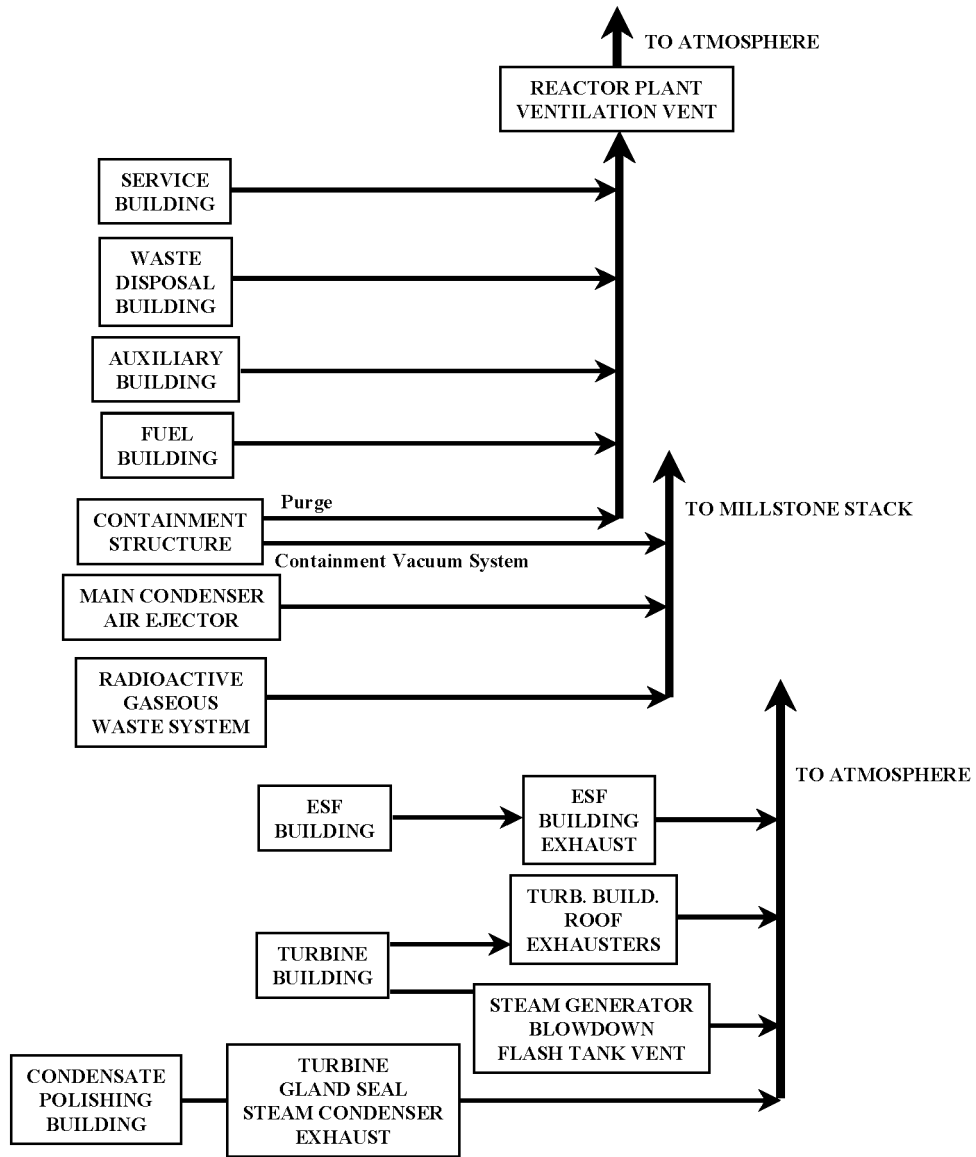 TO ATMOSPHERE
REACTOR PLANT
VENTILATION VENT
SERVICE
BUILDING
WASTE
DISPOSAL
BUILDING
AUXILIARY
BUILDING
FUEL
BUILDING
CONTAINMENT
STRUCTURE
Purge
Containment Vacuum System
TO MILLSTONE STACK
MAIN CONDENSER
AIR EJECTOR
RADIOACTIVE
GASEOUS
WASTE SYSTEM
TO ATMOSPHERE
ESF
BUILDING
ESF
BUILDING
EXHAUST
TURBINE
BUILDING
TURB. BUILD.
ROOF
EXHAUSTERS
STEAM GENERATOR
BLOWDOWN
FLASH TANK VENT
CONDENSATE
POLISHING
BUILDING
TURBINE
GLAND SEAL
STEAM CONDENSER
EXHAUST